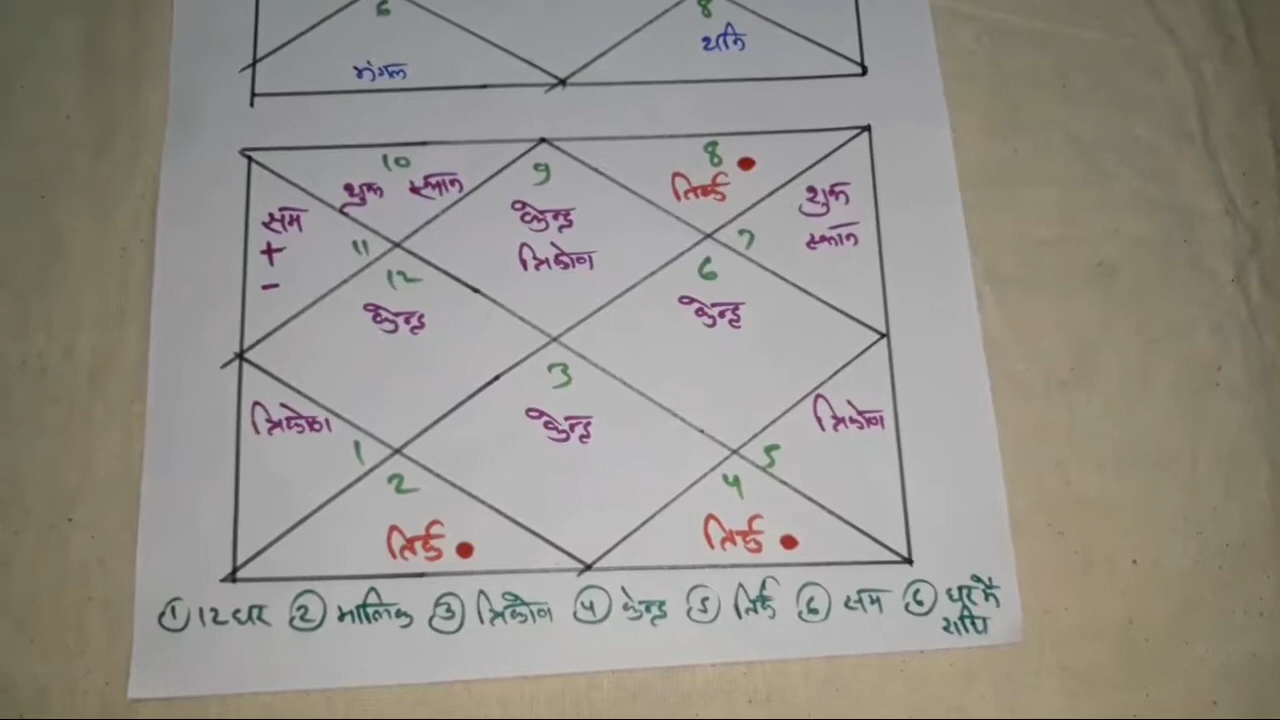 6
8
मंगल
शनि
10
शुभ स्थान
9
केन्द्र
त्रिकोण
8
त्रिर्क
सम
+
-
11
12
केन्द्र
6
केन्द्र
शुभ
स्थान
7
3
केन्द्र
त्रिकोण
1
त्रिकोण
5
2
त्रिर्क
4
त्रिर्क
① 12 घर ② मालिक ③ त्रिकोण ④ केन्द्र ⑤ त्रिर्क ⑥ सम ⑥ घर में
राशि